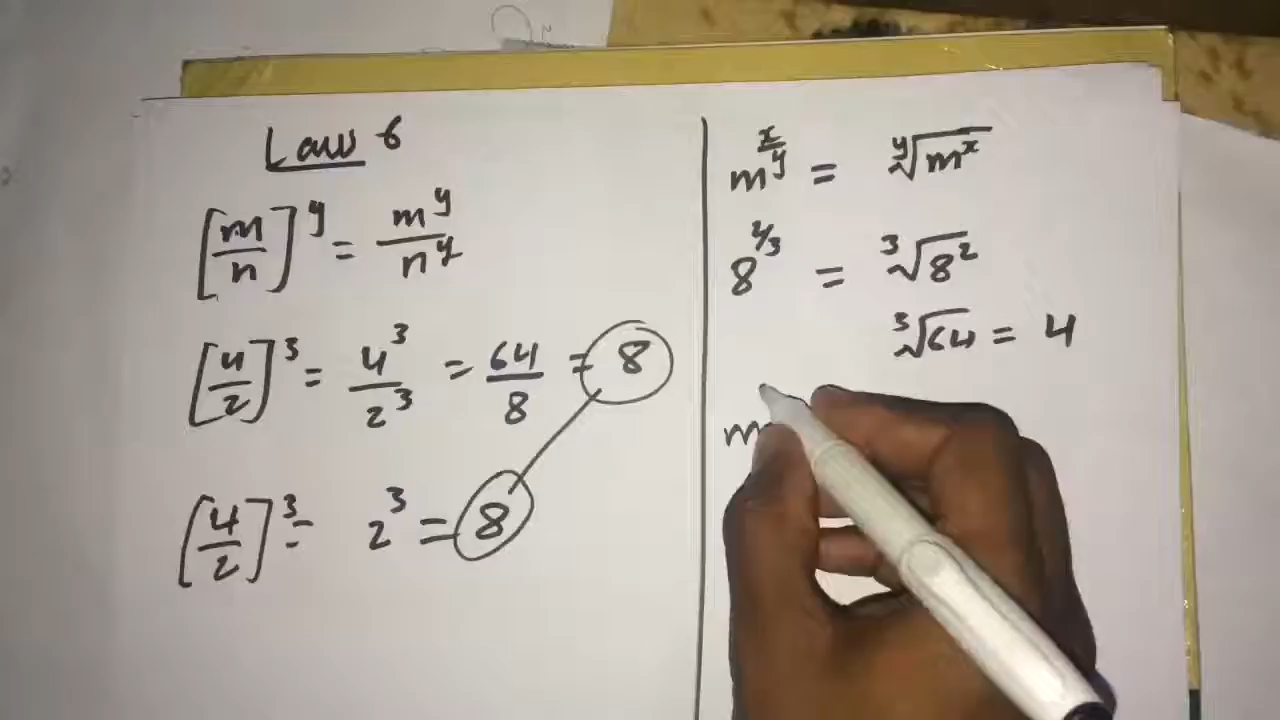 Law 6
[m/n]^y = m^y/n^y
[4/2]^3 = 4^3/2^3 = 64/8 = 8
[4/2]^3 = 2^3 = 8
m^x/y = y√m^x
8^2/3 = 3√8^2
3√64 = 4
m